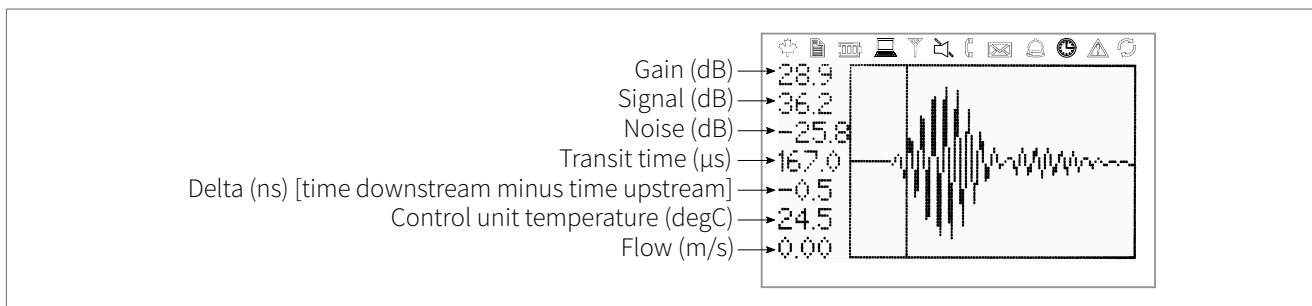 Gain (dB) 28.9
Signal (dB) 36.2
Noise (dB) -25.8
Transit time (µs) 167.0
Delta (ns) [time downstream minus time upstream] -0.5
Control unit temperature (degC) 24.5
Flow (m/s) 0.00